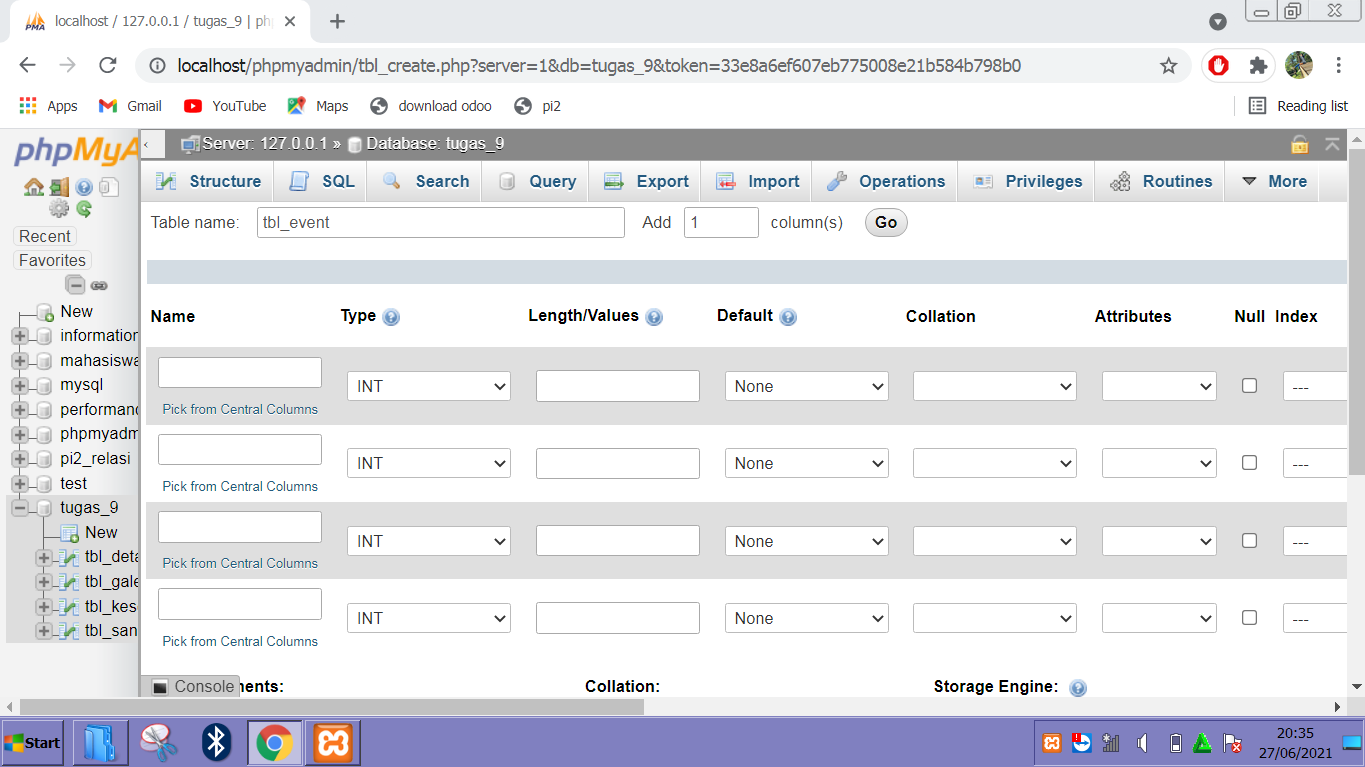 localhost / 127.0.0.1 / tugas_9 | ph
localhost/phpmyadmin/tbl_create.php?server=1&db=tugas_9&token=33e8a6ef607eb775008e21b584b798b0
Apps Gmail YouTube Maps download odoo pi2 Reading list
phpMyA
Server: 127.0.0.1 » Database: tugas_9
Structure SQL Search Query Export Import Operations Privileges Routines More
Table name: tbl_event Add 1 column(s) Go
Recent
Favorites
New
information
mahasiswa
mysql
performanc
phpmyadm
pi2_relasi
test
tugas_9
New
tbl_deta
tbl_gale
tbl_kes
tbl_san
Name Type Length/Values Default Collation Attributes Null Index
INT None ---
Pick from Central Columns
INT None ---
Pick from Central Columns
INT None ---
Pick from Central Columns
INT None ---
Pick from Central Columns
Console nents: Collation: Storage Engine:
Start
20:35
27/06/2021